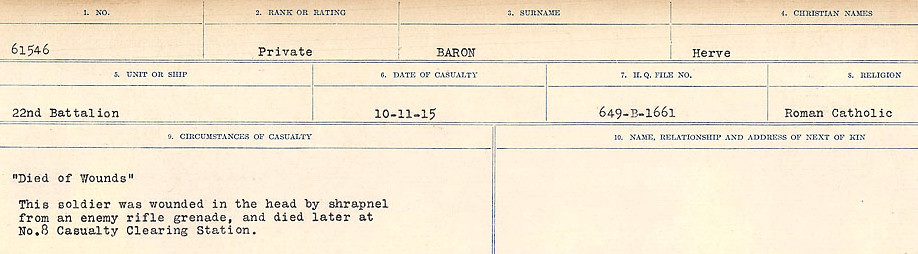 1. NO.
2. RANK OR RATING
3. SURNAME
4. CHRISTIAN NAMES
61546
Private
BARON
Herve
5. UNIT OR SHIP
6. DATE OF CASUALTY
7. H.Q. FILE NO.
8. RELIGION
22nd Battalion
10-11-15
649-B-1661
Roman Catholic
9. CIRCUMSTANCES OF CASUALTY
10. NAME, RELATIONSHIP AND ADDRESS OF NEXT OF KIN
"Died of Wounds"
This soldier was wounded in the head by shrapnel
from an enemy rifle grenade, and died later at
No.8 Casualty Clearing Station.